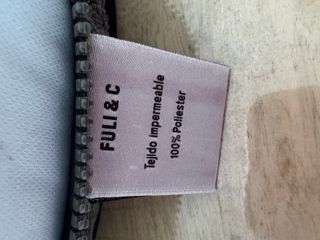 FULI & C
Tejido impermeable
100% Poliester